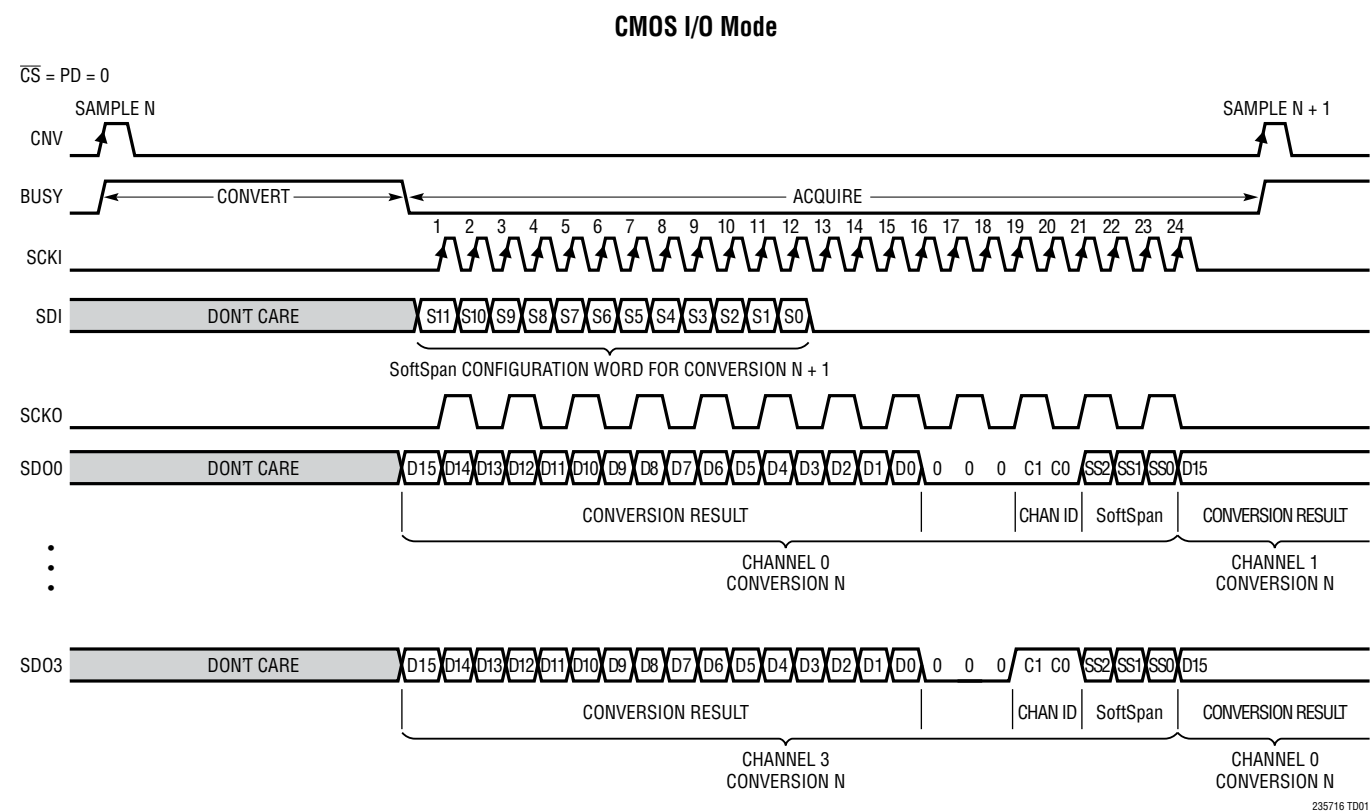 CMOS I/O Mode
CS = PD = 0
SAMPLE N
SAMPLE N + 1
CNV
BUSY
CONVERT
ACQUIRE
1 2 3 4 5 6 7 8 9 10 11 12 13 14 15 16 17 18 19 20 21 22 23 24
SCKI
SDI
DON'T CARE
S11 S10 S9 S8 S7 S6 S5 S4 S3 S2 S1 S0
SoftSpan CONFIGURATION WORD FOR CONVERSION N + 1
SCKO
SDO0
DON'T CARE
D15 D14 D13 D12 D11 D10 D9 D8 D7 D6 D5 D4 D3 D2 D1 D0 0 0 0 C1 C0 SS2 SS1 SS0 D15
CONVERSION RESULT
CHAN ID
SoftSpan
CONVERSION RESULT
CHANNEL 0
CONVERSION N
CHANNEL 1
CONVERSION N
SDO3
DON'T CARE
D15 D14 D13 D12 D11 D10 D9 D8 D7 D6 D5 D4 D3 D2 D1 D0 0 0 0 C1 C0 SS2 SS1 SS0 D15
CONVERSION RESULT
CHAN ID
SoftSpan
CONVERSION RESULT
CHANNEL 3
CONVERSION N
CHANNEL 0
CONVERSION N
235716 TD01